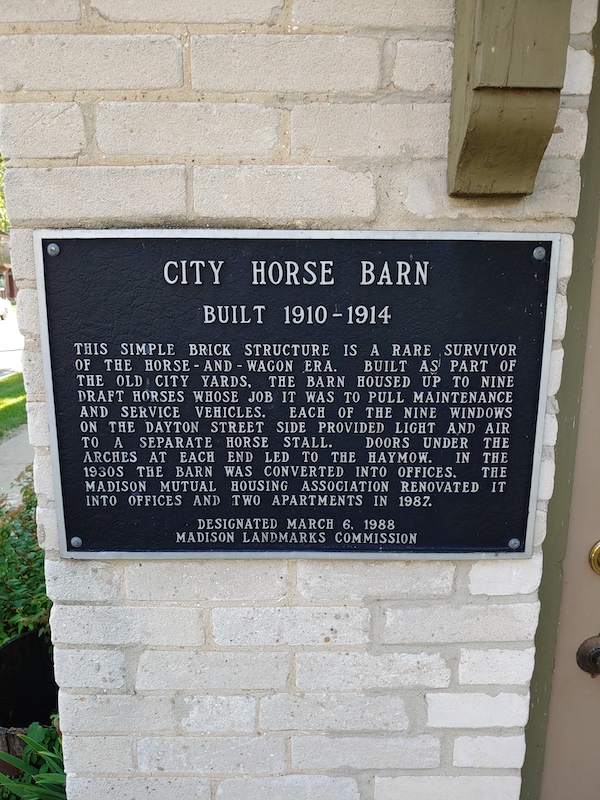 CITY HORSE BARN
BUILT 1910-1914
THIS SIMPLE BRICK STRUCTURE IS A RARE SURVIVOR
OF THE HORSE-AND-WAGON ERA. BUILT AS PART OF
THE OLD CITY YARDS, THE BARN HOUSED UP TO NINE
DRAFT HORSES WHOSE JOB IT WAS TO PULL MAINTENANCE
AND SERVICE VEHICLES. EACH OF THE NINE WINDOWS
ON THE DAYTON STREET SIDE PROVIDED LIGHT AND AIR
TO A SEPARATE HORSE STALL. DOORS UNDER THE
ARCHES AT EACH END LED TO THE HAYMOW. IN THE
1930S THE BARN WAS CONVERTED INTO OFFICES. THE
MADISON MUTUAL HOUSING ASSOCIATION RENOVATED IT
INTO OFFICES AND TWO APARTMENTS IN 1987.
DESIGNATED MARCH 6, 1988
MADISON LANDMARKS COMMISSION